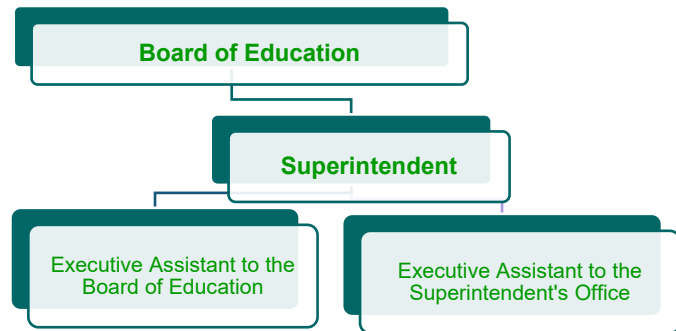 Board of Education
Superintendent
Executive Assistant to the
Board of Education
Executive Assistant to the
Superintendent's Office